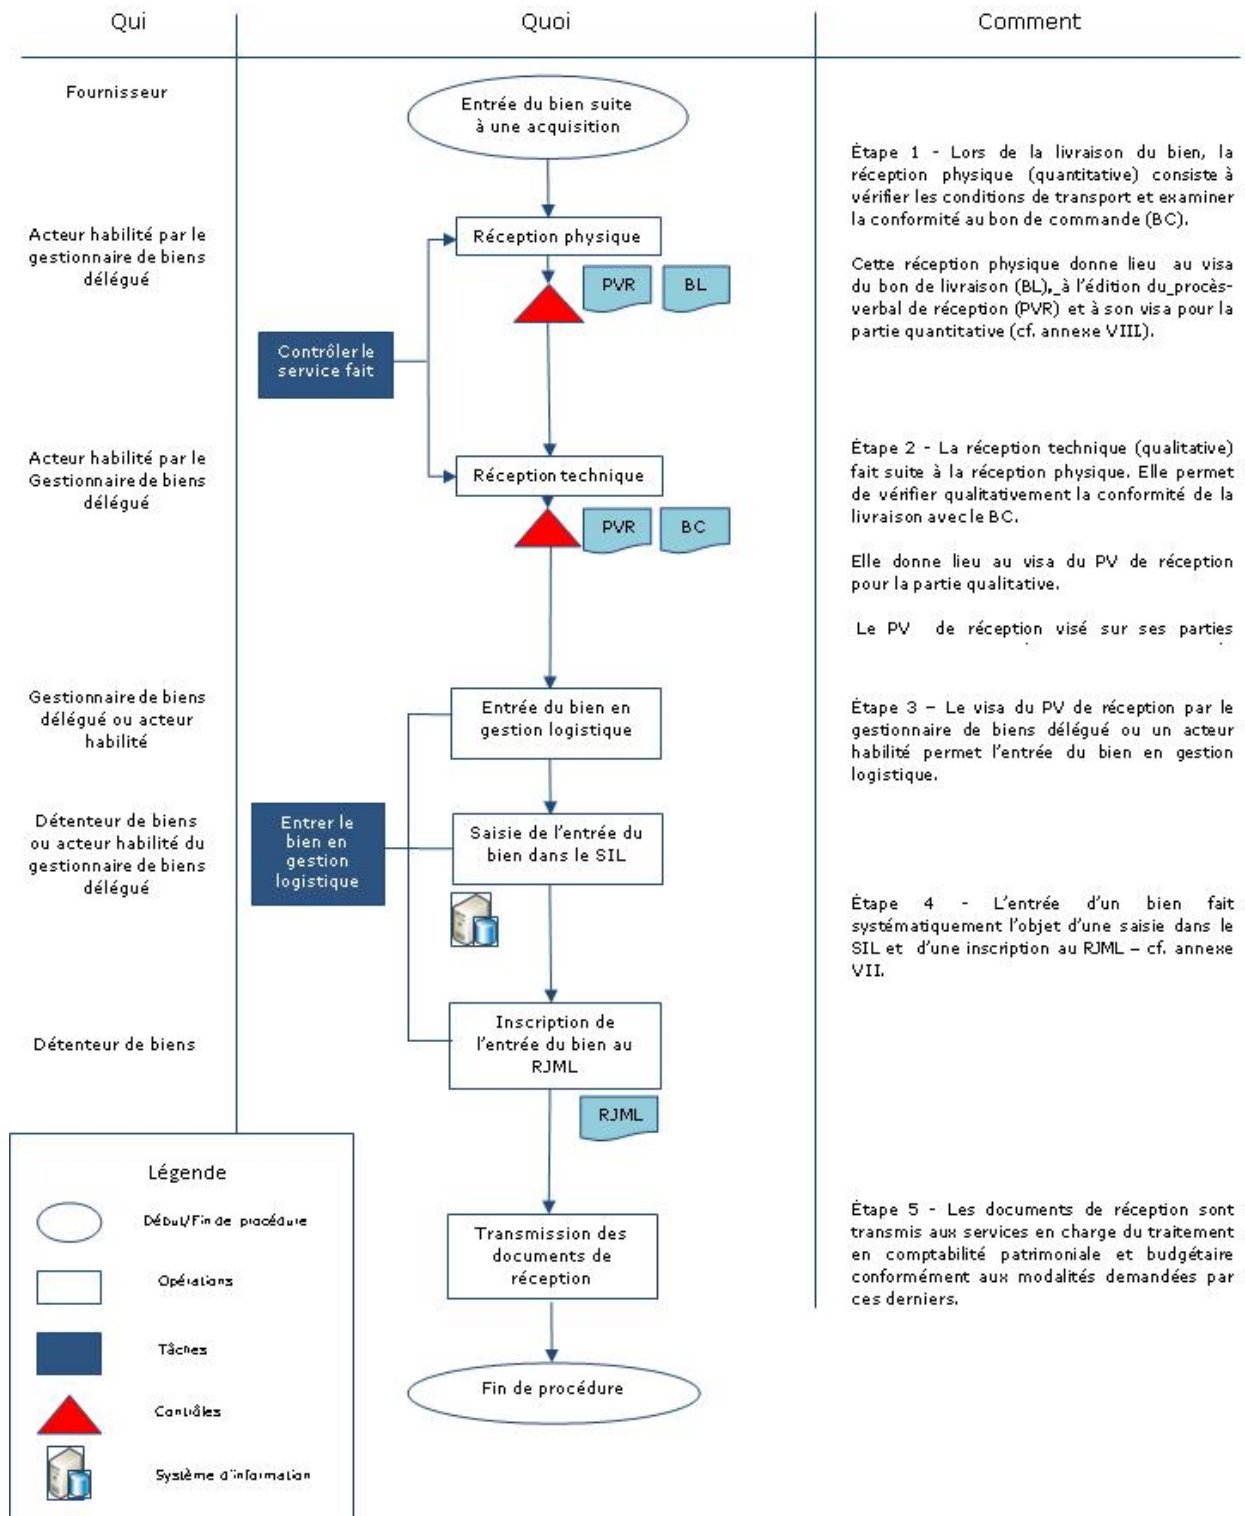 Qui
Quoi
Comment
Fournisseur
Entrée du bien suite
à une acquisition
Étape 1 - Lors de la livraison du bien, la
réception physique (quantitative) consiste à
vérifier les conditions de transport et examiner
la conformité au bon de commande (BC).
Acteur habilité par le
gestionnaire de biens
délégué
Réception physique
PVR
BL
Cette réception physique donne lieu au visa
du bon de livraison (BL), à l'édition du procès-
verbal de réception (PVR) et à son visa pour la
partie quantitative (cf. annexe VIII).
Contrôler le
service fait
Acteur habilité par le
Gestionnaire de biens
délégué
Réception technique
PVR
BC
Étape 2 - La réception technique (qualitative)
fait suite à la réception physique. Elle permet
de vérifier qualitativement la conformité de la
livraison avec le BC.
Elle donne lieu au visa du PV de réception
pour la partie qualitative.
Le PV de réception visé sur ses parties
Gestionnaire de biens
délégué ou acteur
habilité
Entrée du bien en
gestion logistique
Étape 3 – Le visa du PV de réception par le
gestionnaire de biens délégué ou un acteur
habilité permet l'entrée du bien en gestion
logistique.
Détenteur de biens
ou acteur habilité du
gestionnaire de biens
délégué
Entrer le
bien en
gestion
logistique
Saisie de l'entrée du
bien dans le SIL
Étape 4 - L'entrée d'un bien fait
systématiquement l'objet d'une saisie dans le
SIL et d'une inscription au RJML – cf. annexe
VII.
Détenteur de biens
Inscription de
l'entrée du bien au
RJML
RJML
Transmission des
documents de
réception
Étape 5 - Les documents de réception sont
transmis aux services en charge du traitement
en comptabilité patrimoniale et budgétaire
conformément aux modalités demandées par
ces derniers.
Fin de procédure
Légende
Début/Fin de procédure
Opérations
Tâches
Contrôles
Système d'information